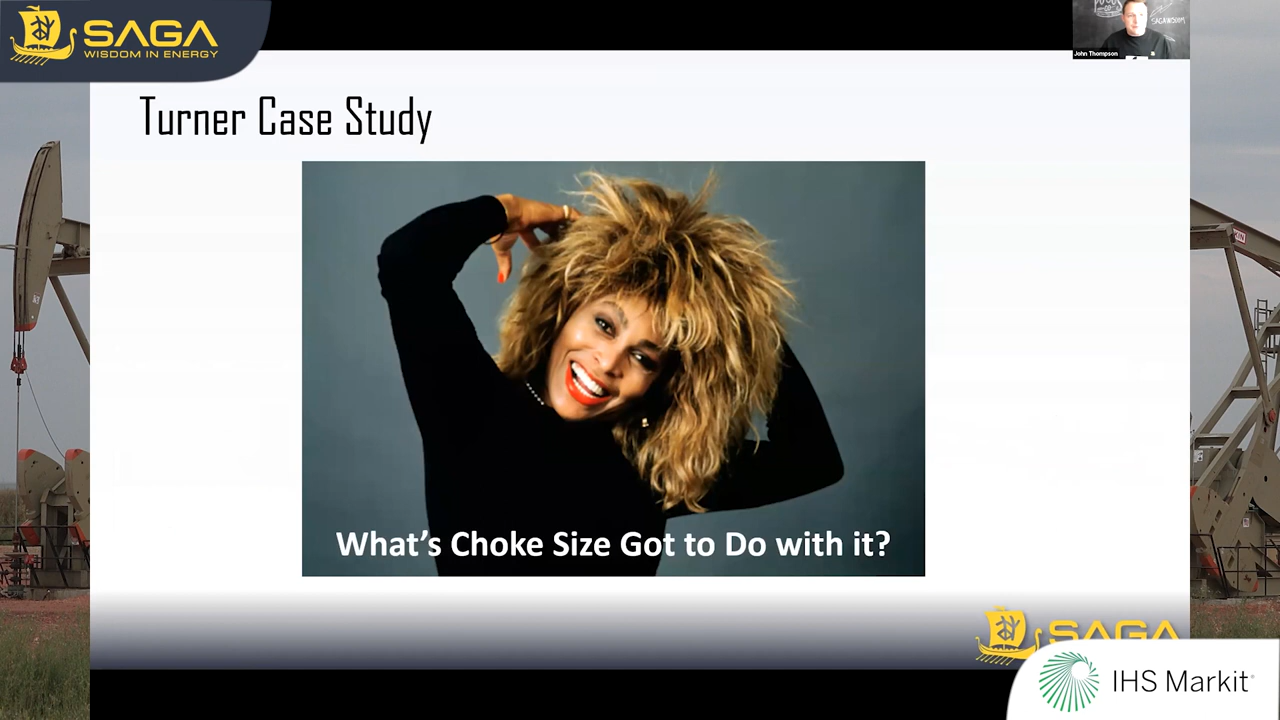 SAGA
WISDOM IN ENERGY
SAGAWISDOM
John Thompson
Turner Case Study
What's Choke Size Got to Do with it?
SAGA
IHS Markit